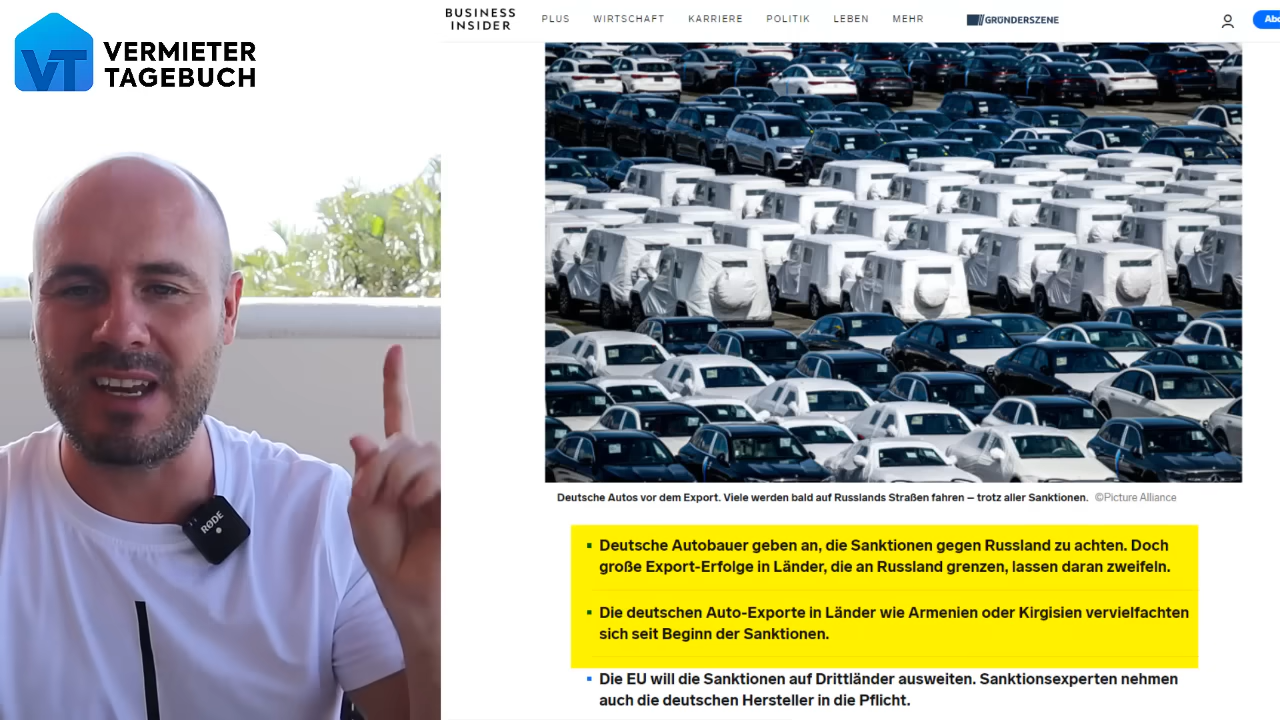 VT VERMIETER
TAGEBUCH
RØDE
BUSINESS
INSIDER
PLUS WIRTSCHAFT KARRIERE POLITIK LEBEN MEHR GRÜNDERSZENE Abo
Deutsche Autos vor dem Export. Viele werden bald auf Russlands Straßen fahren – trotz aller Sanktionen. ©Picture Alliance
Deutsche Autobauer geben an, die Sanktionen gegen Russland zu achten. Doch
große Export-Erfolge in Länder, die an Russland grenzen, lassen daran zweifeln.
Die deutschen Auto-Exporte in Länder wie Armenien oder Kirgisien vervielfachten
sich seit Beginn der Sanktionen.
Die EU will die Sanktionen auf Drittländer ausweiten. Sanktionsexperten nehmen
auch die deutschen Hersteller in die Pflicht.